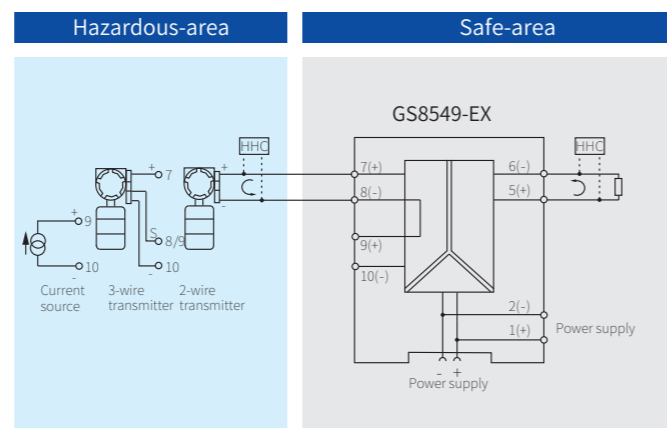 Hazardous-area
Safe-area
GS8549-EX
HHC
HHC
+
7
+
7(+)
6(-)
8(-)
5(+)
-
+
9
S
8/9
9(+)
10
-
10
-
10(-)
Current
source
3-wire
transmitter
2-wire
transmitter
2(-)
1(+)
Power supply
- +
Power supply